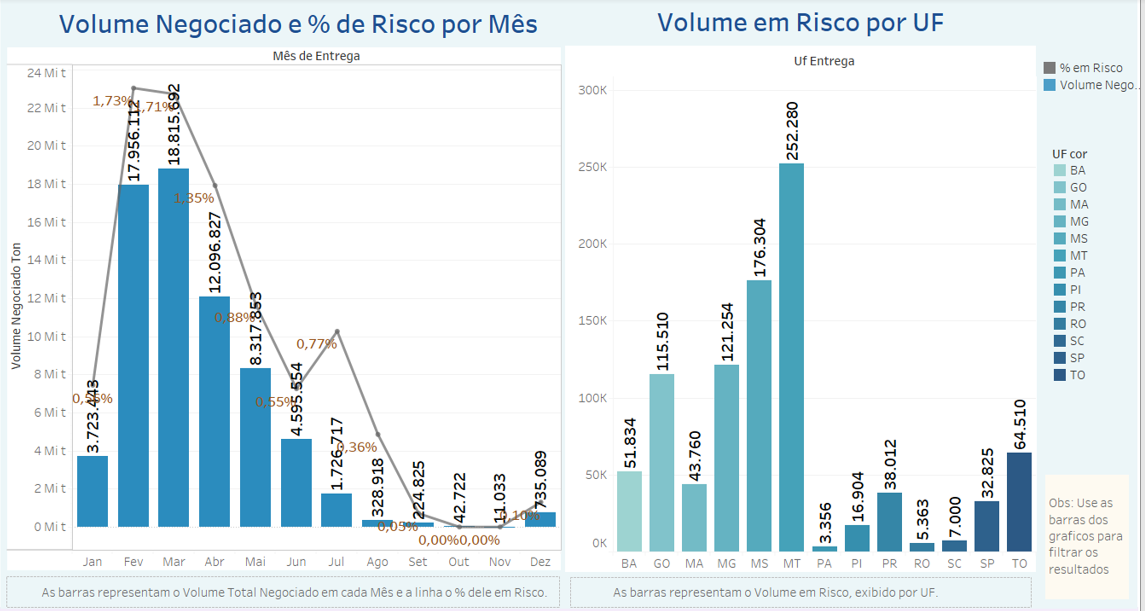 Volume Negociado e % de Risco por Mês
Mês de Entrega
Volume Negociado Ton
24 Mi t
22 Mi t
20 Mi t
18 Mi t
16 Mi t
14 Mi t
12 Mi t
10 Mi t
8 Mi t
6 Mi t
4 Mi t
2 Mi t
0 Mi t
3.723.443
17.956.112
18.815.692
12.096.827
8.317.853
4.595.554
1.726.717
328.918
224.825
42.722
11.033
735.089
1,73%
1,71%
1,35%
0,88%
0,55%
0,77%
0,36%
0,05%
0,00%
0,00%
0,10%
Jan Fev Mar Abr Mai Jun Jul Ago Set Out Nov Dez
As barras representam o Volume Total Negociado em cada Mês e a linha o % dele em Risco.
Volume em Risco por UF
Uf Entrega
300K
250K
200K
150K
100K
50K
0K
51.834
115.510
43.760
121.254
176.304
252.280
3.356
16.904
38.012
5.363
7.000
32.825
64.510
BA GO MA MG MS MT PA PI PR RO SC SP TO
As barras representam o Volume em Risco, exibido por UF.
% em Risco
Volume Nego..
UF cor
BA
GO
MA
MG
MS
MT
PA
PI
PR
RO
SC
SP
TO
Obs: Use as
barras dos
graficos para
filtrar os
resultados